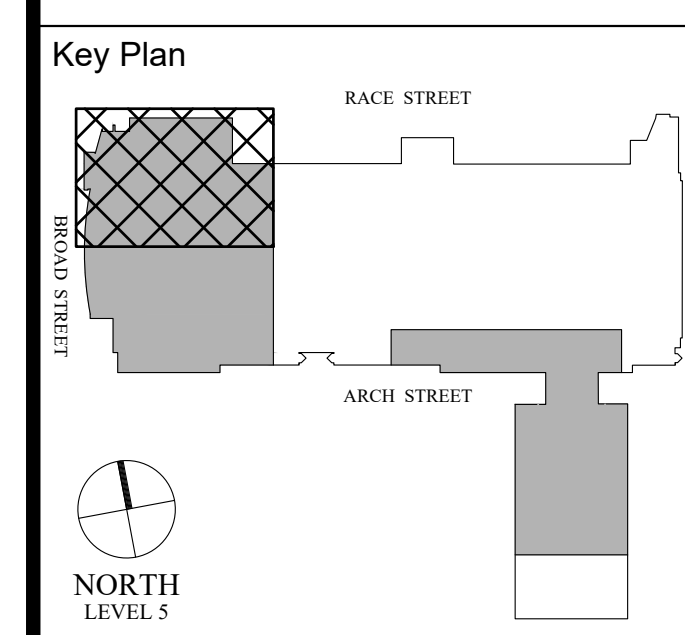 Key Plan
RACE STREET
BROAD STREET
ARCH STREET
NORTH
LEVEL 5